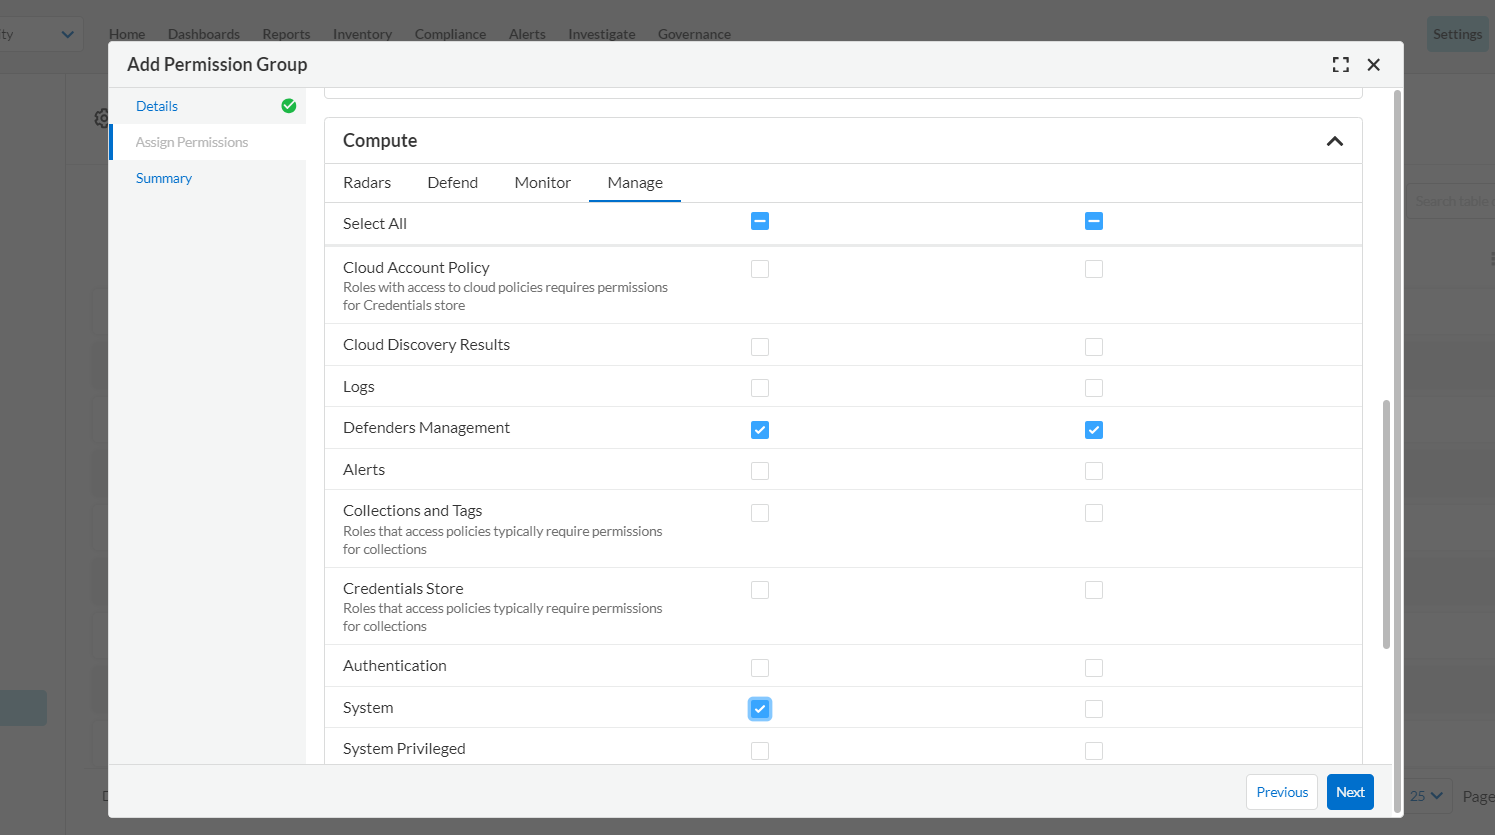 ity
Home
Dashboards
Reports
Inventory
Compliance
Alerts
Investigate
Governance
Settings
Add Permission Group
Details
Assign Permissions
Summary
Compute
Radars
Defend
Monitor
Manage
Select All
Cloud Account Policy
Roles with access to cloud policies requires permissions
for Credentials store
Cloud Discovery Results
Logs
Defenders Management
Alerts
Collections and Tags
Roles that access policies typically require permissions
for collections
Credentials Store
Roles that access policies typically require permissions
for collections
Authentication
System
System Privileged
Previous
Next
Search table
25
Page